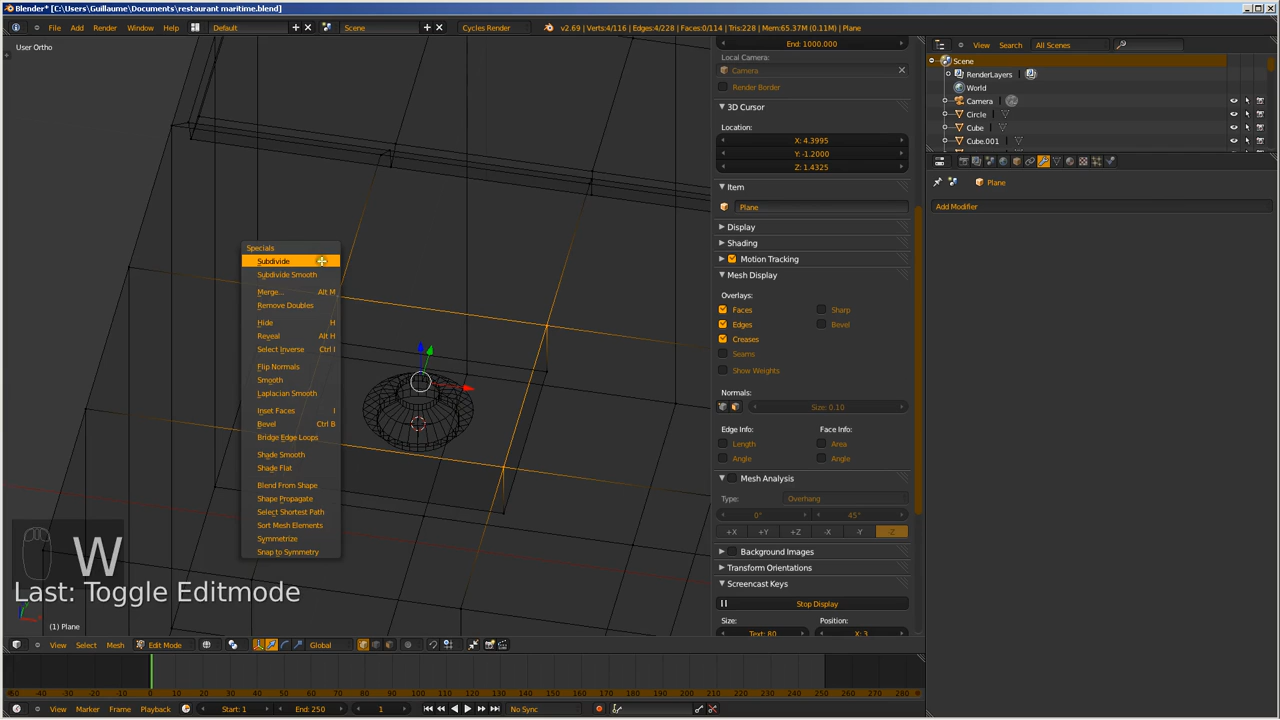 Blender* [C:\Users\Guillaume\Documents\restaurant maritime.blend]
File Add Render Window Help Default Scene Cycles Render v2.69 | Verts:4/116 | Edges:4/228 | Faces:0/114 | Tris:228 | Mem:65.37M (0.11M) | Plane
User Ortho
End: 1000.000
Local Camera:
Camera
Render Border
3D Cursor
Location:
X: 4.3995
Y: -1.2000
Z: 1.4325
Item
Plane
Display
Shading
Motion Tracking
Mesh Display
Overlays:
Faces Sharp
Edges Bevel
Creases
Seams
Show Weights
Normals:
Size: 0.10
Edge Info: Face Info:
Length Area
Angle Angle
Mesh Analysis
Type: Overhang
0° 45°
+X +Y +Z -X -Y -Z
Background Images
Transform Orientations
Screencast Keys
Stop Display
Size: Position:
Text: 80 X: 3
View Search All Scenes
Scene
RenderLayers
World
Camera
Circle
Cube
Cube.001
Plane
Add Modifier
Specials
Subdivide
Subdivide Smooth
Merge... Alt M
Remove Doubles
Hide H
Reveal Alt H
Select Inverse Ctrl I
Flip Normals
Smooth
Laplacian Smooth
Inset Faces I
Bevel Ctrl B
Bridge Edge Loops
Shade Smooth
Shade Flat
Blend From Shape
Shape Propagate
Select Shortest Path
Sort Mesh Elements
Symmetrize
Snap to Symmetry
W
Last: Toggle Editmode
(1) Plane
View Select Mesh Edit Mode Global
-50 -40 -30 -20 -10 0 10 20 30 40 50 60 70 80 90 100 110 120 130 140 150 160 170 180 190 200 210 220 230 240 250 260 270 280
View Marker Frame Playback Start: 1 End: 250 1 No Sync